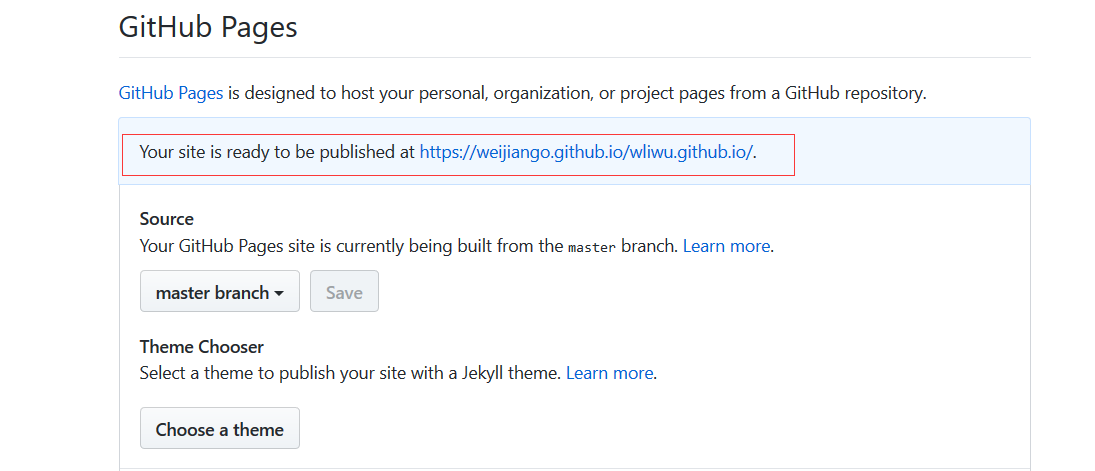 GitHub Pages
GitHub Pages is designed to host your personal, organization, or project pages from a GitHub repository.
Your site is ready to be published at https://weijiango.github.io/wliwu.github.io/.
Source
Your GitHub Pages site is currently being built from the master branch. Learn more.
master branch Save
Theme Chooser
Select a theme to publish your site with a Jekyll theme. Learn more.
Choose a theme